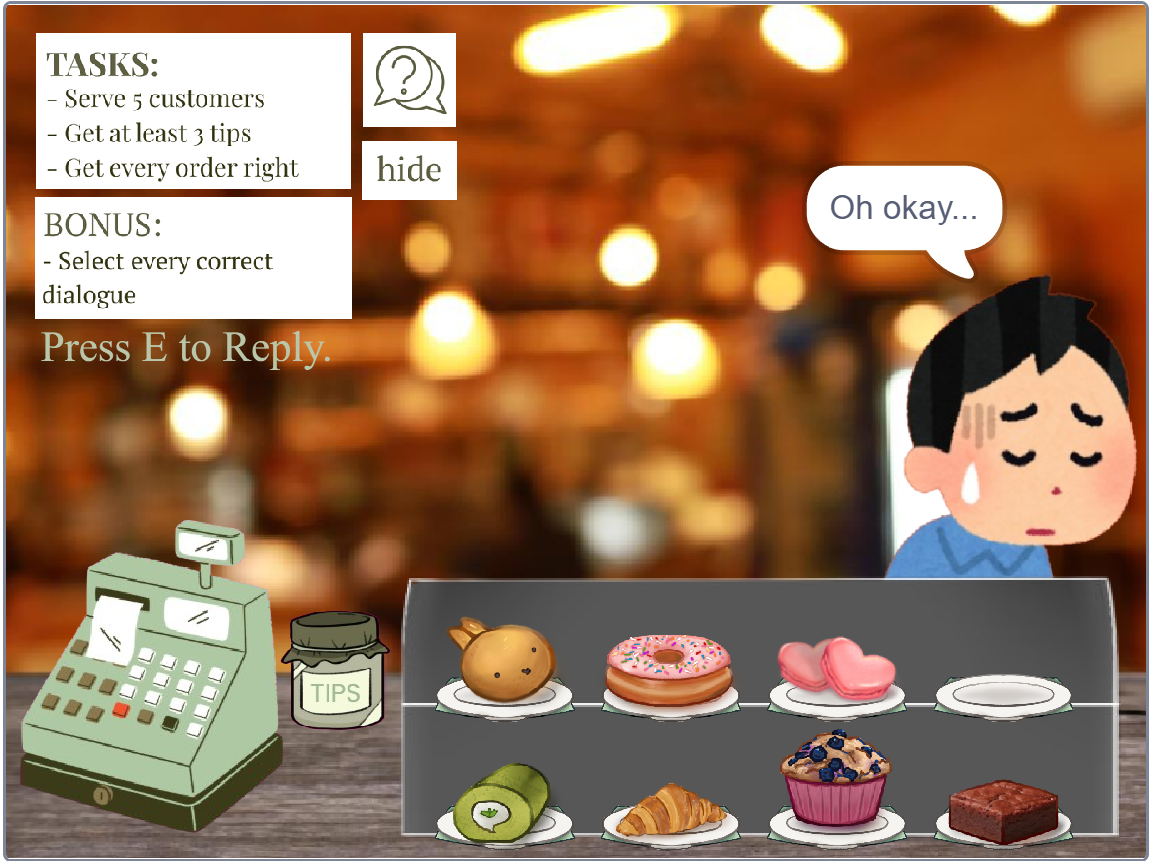 TASKS:
- Serve 5 customers
- Get at least 3 tips
- Get every order right
?
hide
BONUS:
- Select every correct
dialogue
Press E to Reply.
Oh okay...
TIPS